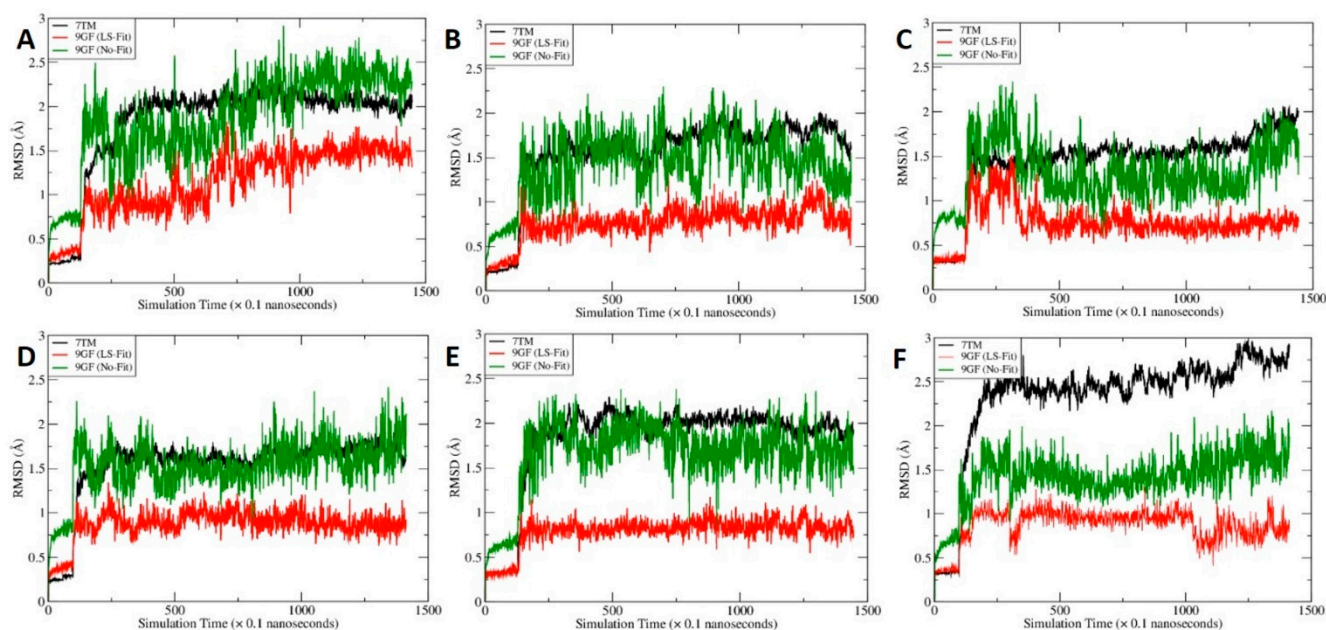 A
7TM
9GF (LS-Fit)
9GF (No-Fit)
RMSD (Å)
3
2.5
2
1.5
1
0.5
0
0
500
1000
1500
Simulation Time (× 0.1 nanoseconds)
B
7TM
9GF (LS-Fit)
9GF (No-Fit)
RMSD (Å)
3
2.5
2
1.5
1
0.5
0
0
500
1000
1500
Simulation Time (× 0.1 nanoseconds)
C
7TM
9GF (LS-Fit)
9GF (No-Fit)
RMSD (Å)
3
2.5
2
1.5
1
0.5
0
0
500
1000
1500
Simulation Time (× 0.1 nanoseconds)
D
7TM
9GF (LS-Fit)
9GF (No-Fit)
RMSD (Å)
3
2.5
2
1.5
1
0.5
0
0
500
1000
1500
Simulation Time (× 0.1 nanoseconds)
E
7TM
9GF (LS-Fit)
9GF (No-Fit)
RMSD (Å)
3
2.5
2
1.5
1
0.5
0
0
500
1000
1500
Simulation Time (× 0.1 nanoseconds)
F
7TM
9GF (LS-Fit)
9GF (No-Fit)
RMSD (Å)
3
2.5
2
1.5
1
0.5
0
0
500
1000
1500
Simulation Time (× 0.1 nanoseconds)